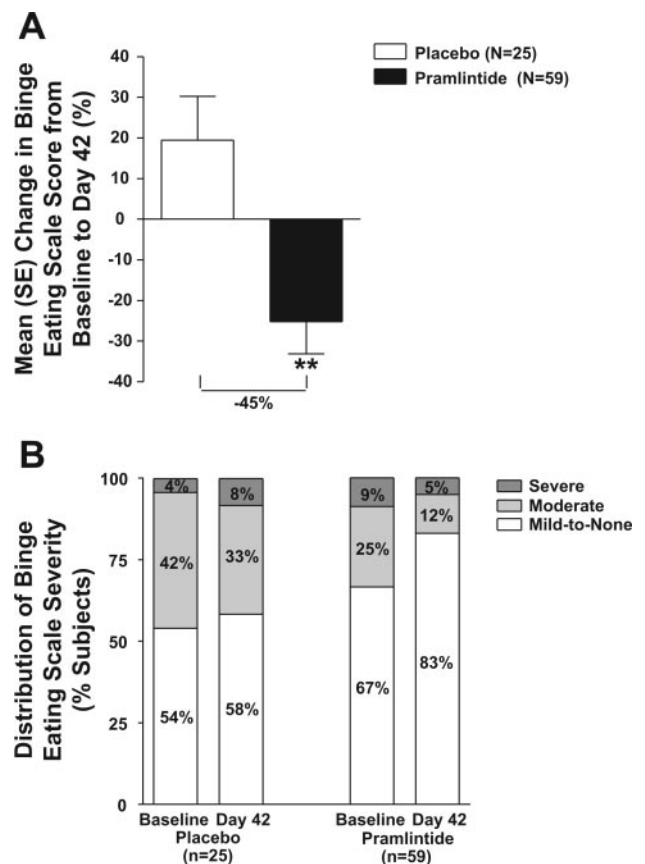 A
Placebo (N=25)
Pramlintide (N=59)
Mean (SE) Change in Binge
Eating Scale Score from
Baseline to Day 42 (%)
40
30
20
10
0
-10
-20
-30
-40
**
-45%
B
Severe
Moderate
Mild-to-None
Distribution of Binge
Eating Scale Severity
(% Subjects)
100
75
50
25
0
4%
42%
54%
8%
33%
58%
9%
25%
67%
5%
12%
83%
Baseline Day 42
Placebo
(n=25)
Baseline Day 42
Pramlintide
(n=59)